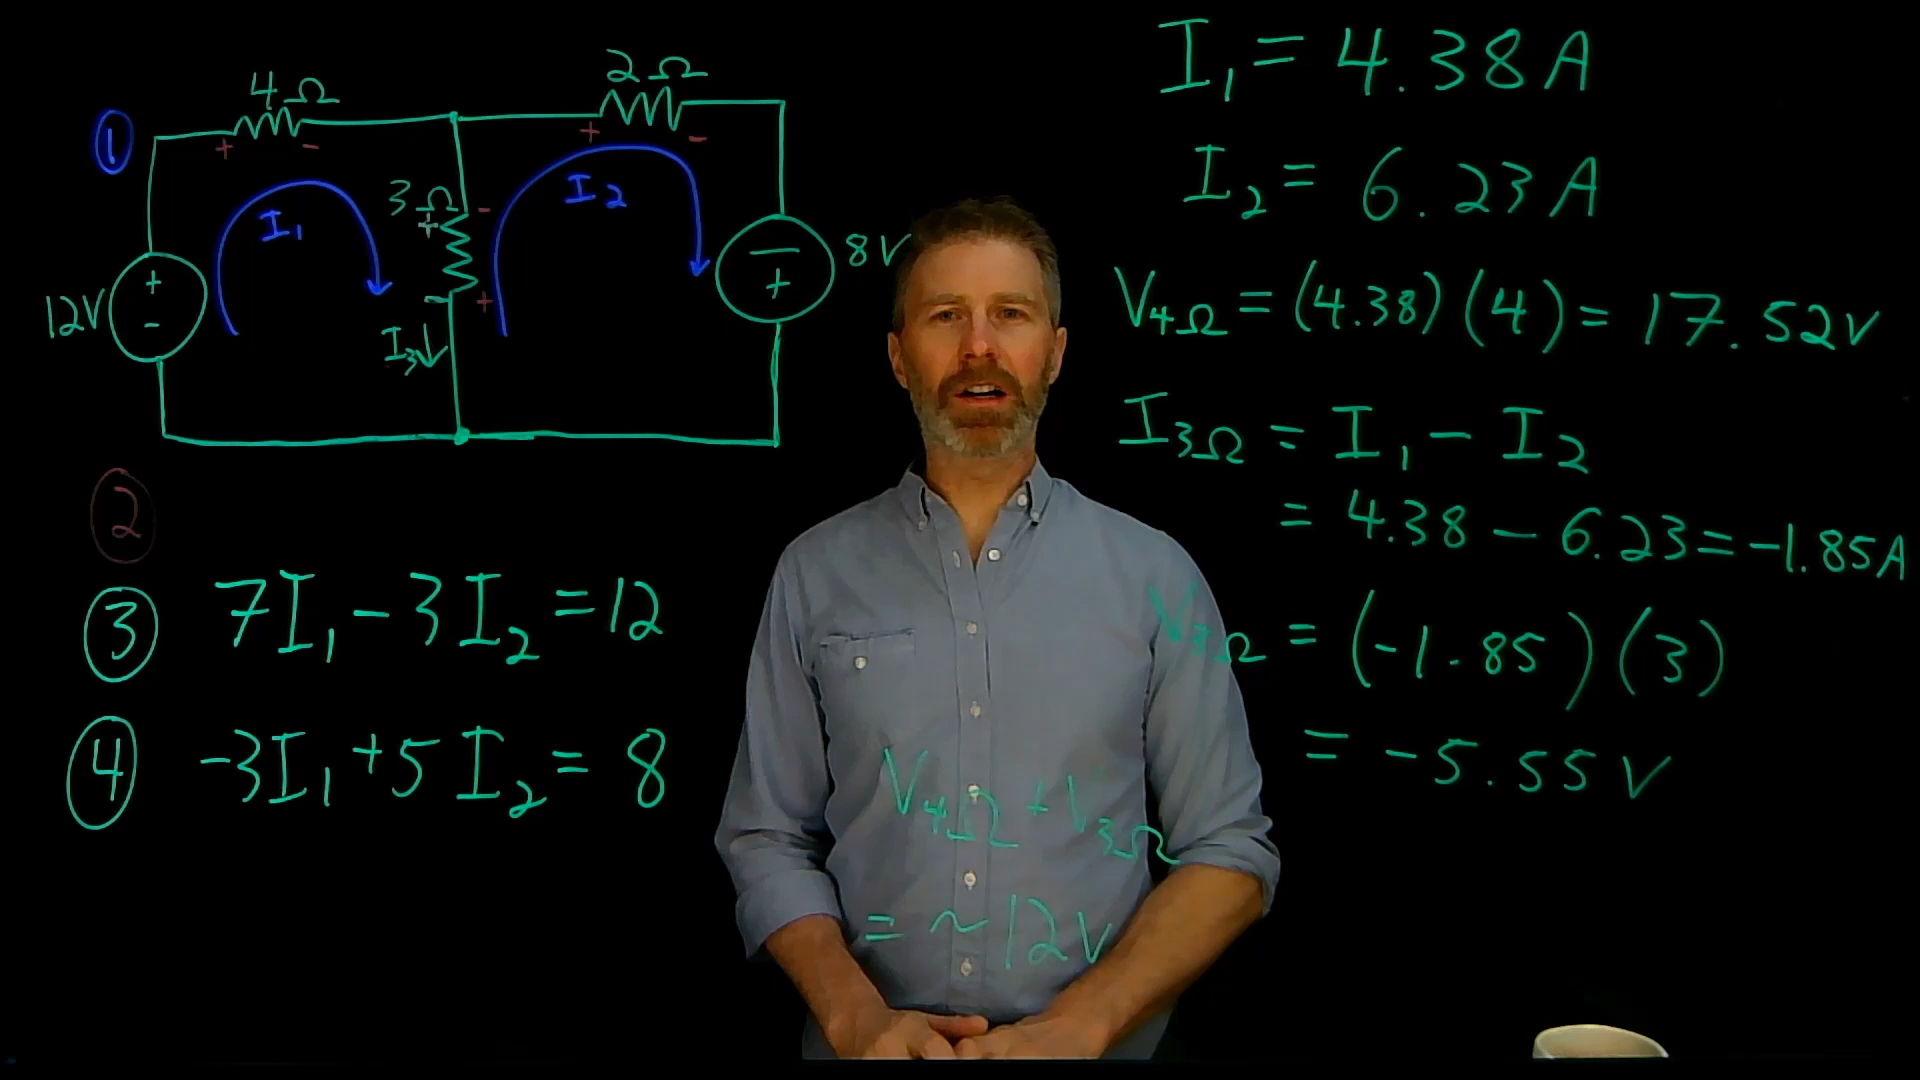 ①
4Ω
+ -
2Ω
+ -
3Ω
+ -
- +
I₁
I₂
12V
+
-
8V
-
+
I₃↓
②
③ 7I₁ - 3I₂ = 12
④ -3I₁ + 5I₂ = 8
I₁ = 4.38A
I₂ = 6.23A
V₄Ω = (4.38)(4) = 17.52V
I₃Ω = I₁ - I₂
= 4.38 - 6.23 = -1.85A
V₃Ω = (-1.85)(3)
= -5.55V
V₄Ω + V₃Ω
= ~12V